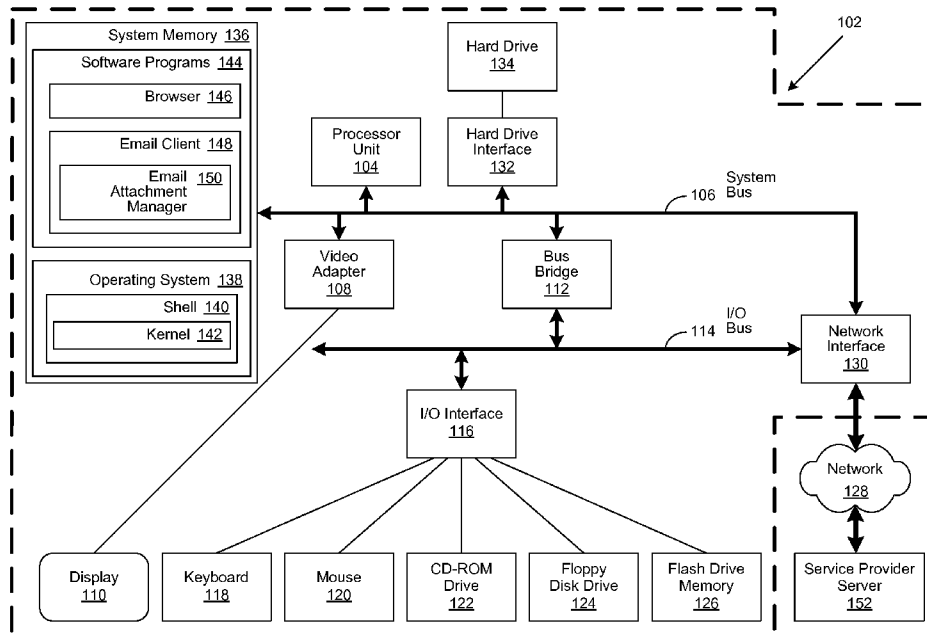 System Memory 136
Software Programs 144
Browser 146
Email Client 148
Email 150
Attachment
Manager
Operating System 138
Shell 140
Kernel 142
Hard Drive
134
102
Processor
Unit
104
Hard Drive
Interface
132
106
System
Bus
Video
Adapter
108
Bus
Bridge
112
114
I/O
Bus
Network
Interface
130
I/O Interface
116
Network
128
Display
110
Keyboard
118
Mouse
120
CD-ROM
Drive
122
Floppy
Disk Drive
124
Flash Drive
Memory
126
Service Provider
Server
152